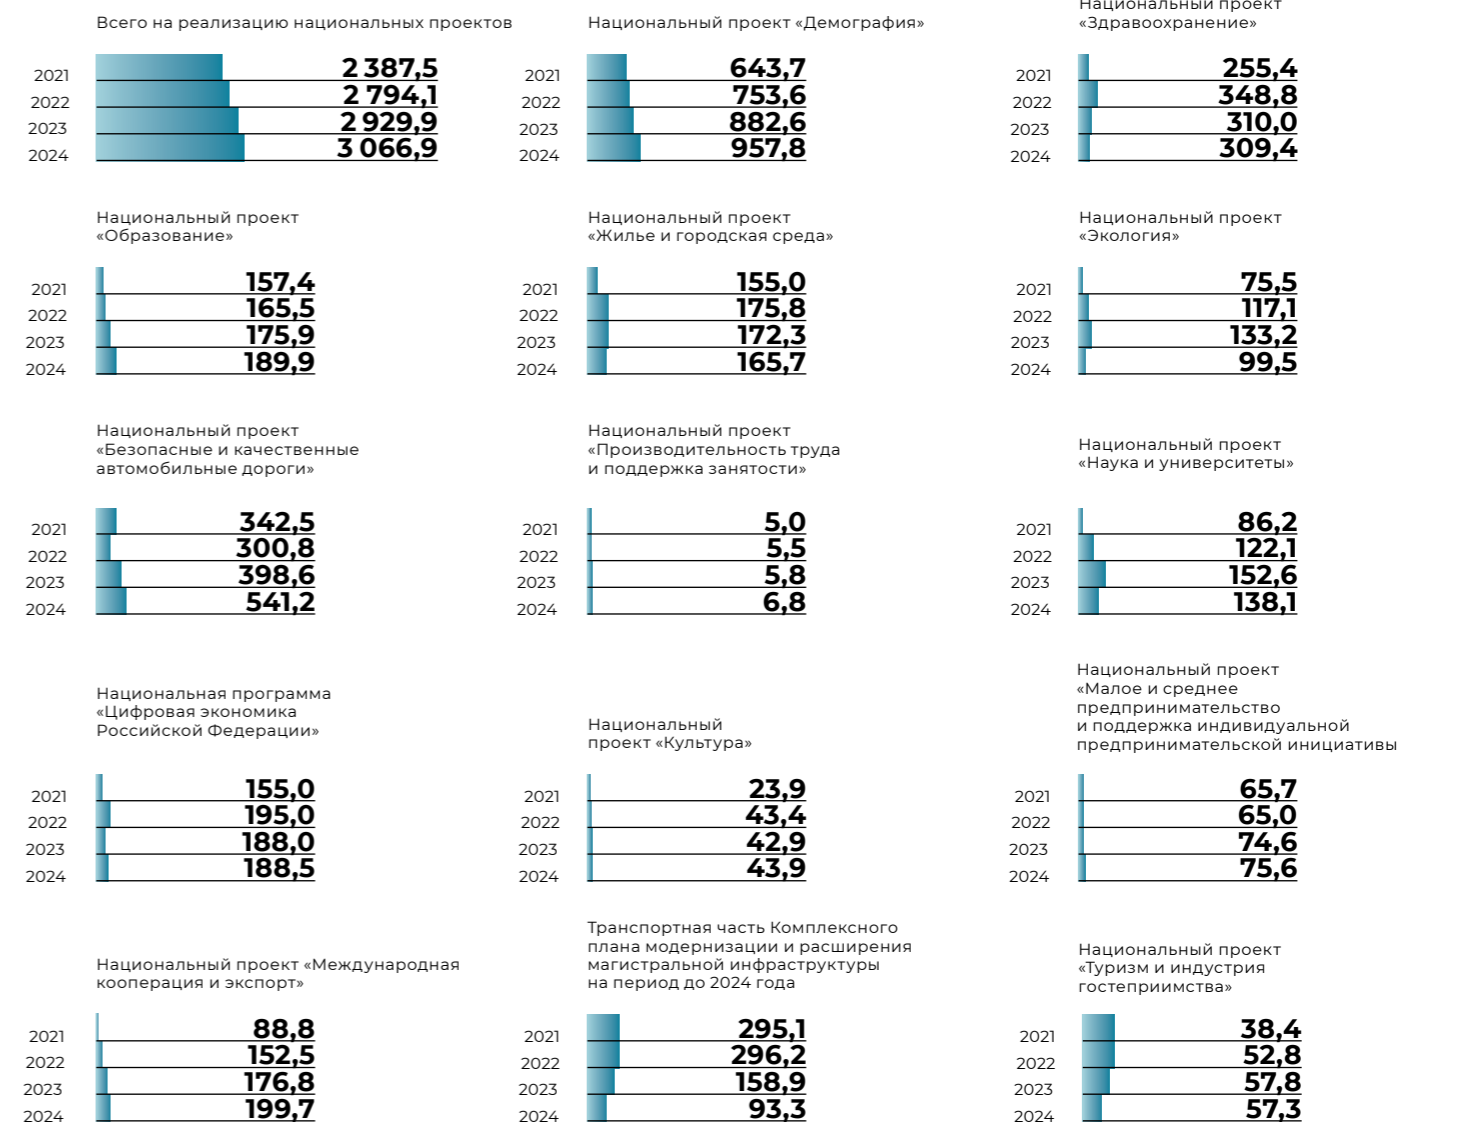 Всего на реализацию национальных проектов
2021 2 387,5
2022 2 794,1
2023 2 929,9
2024 3 066,9
Национальный проект «Демография»
2021 643,7
2022 753,6
2023 882,6
2024 957,8
Национальный проект
«Здравоохранение»
2021 255,4
2022 348,8
2023 310,0
2024 309,4
Национальный проект
«Образование»
2021 157,4
2022 165,5
2023 175,9
2024 189,9
Национальный проект
«Жилье и городская среда»
2021 155,0
2022 175,8
2023 172,3
2024 165,7
Национальный проект
«Экология»
2021 75,5
2022 117,1
2023 133,2
2024 99,5
Национальный проект
«Безопасные и качественные
автомобильные дороги»
2021 342,5
2022 300,8
2023 398,6
2024 541,2
Национальный проект
«Производительность труда
и поддержка занятости»
2021 5,0
2022 5,5
2023 5,8
2024 6,8
Национальный проект
«Наука и университеты»
2021 86,2
2022 122,1
2023 152,6
2024 138,1
Национальная программа
«Цифровая экономика
Российской Федерации»
2021 155,0
2022 195,0
2023 188,0
2024 188,5
Национальный
проект «Культура»
2021 23,9
2022 43,4
2023 42,9
2024 43,9
Национальный проект
«Малое и среднее
предпринимательство
и поддержка индивидуальной
предпринимательской инициативы
2021 65,7
2022 65,0
2023 74,6
2024 75,6
Национальный проект «Международная
кооперация и экспорт»
2021 88,8
2022 152,5
2023 176,8
2024 199,7
Транспортная часть Комплексного
плана модернизации и расширения
магистральной инфраструктуры
на период до 2024 года
2021 295,1
2022 296,2
2023 158,9
2024 93,3
Национальный проект
«Туризм и индустрия
гостеприимства»
2021 38,4
2022 52,8
2023 57,8
2024 57,3